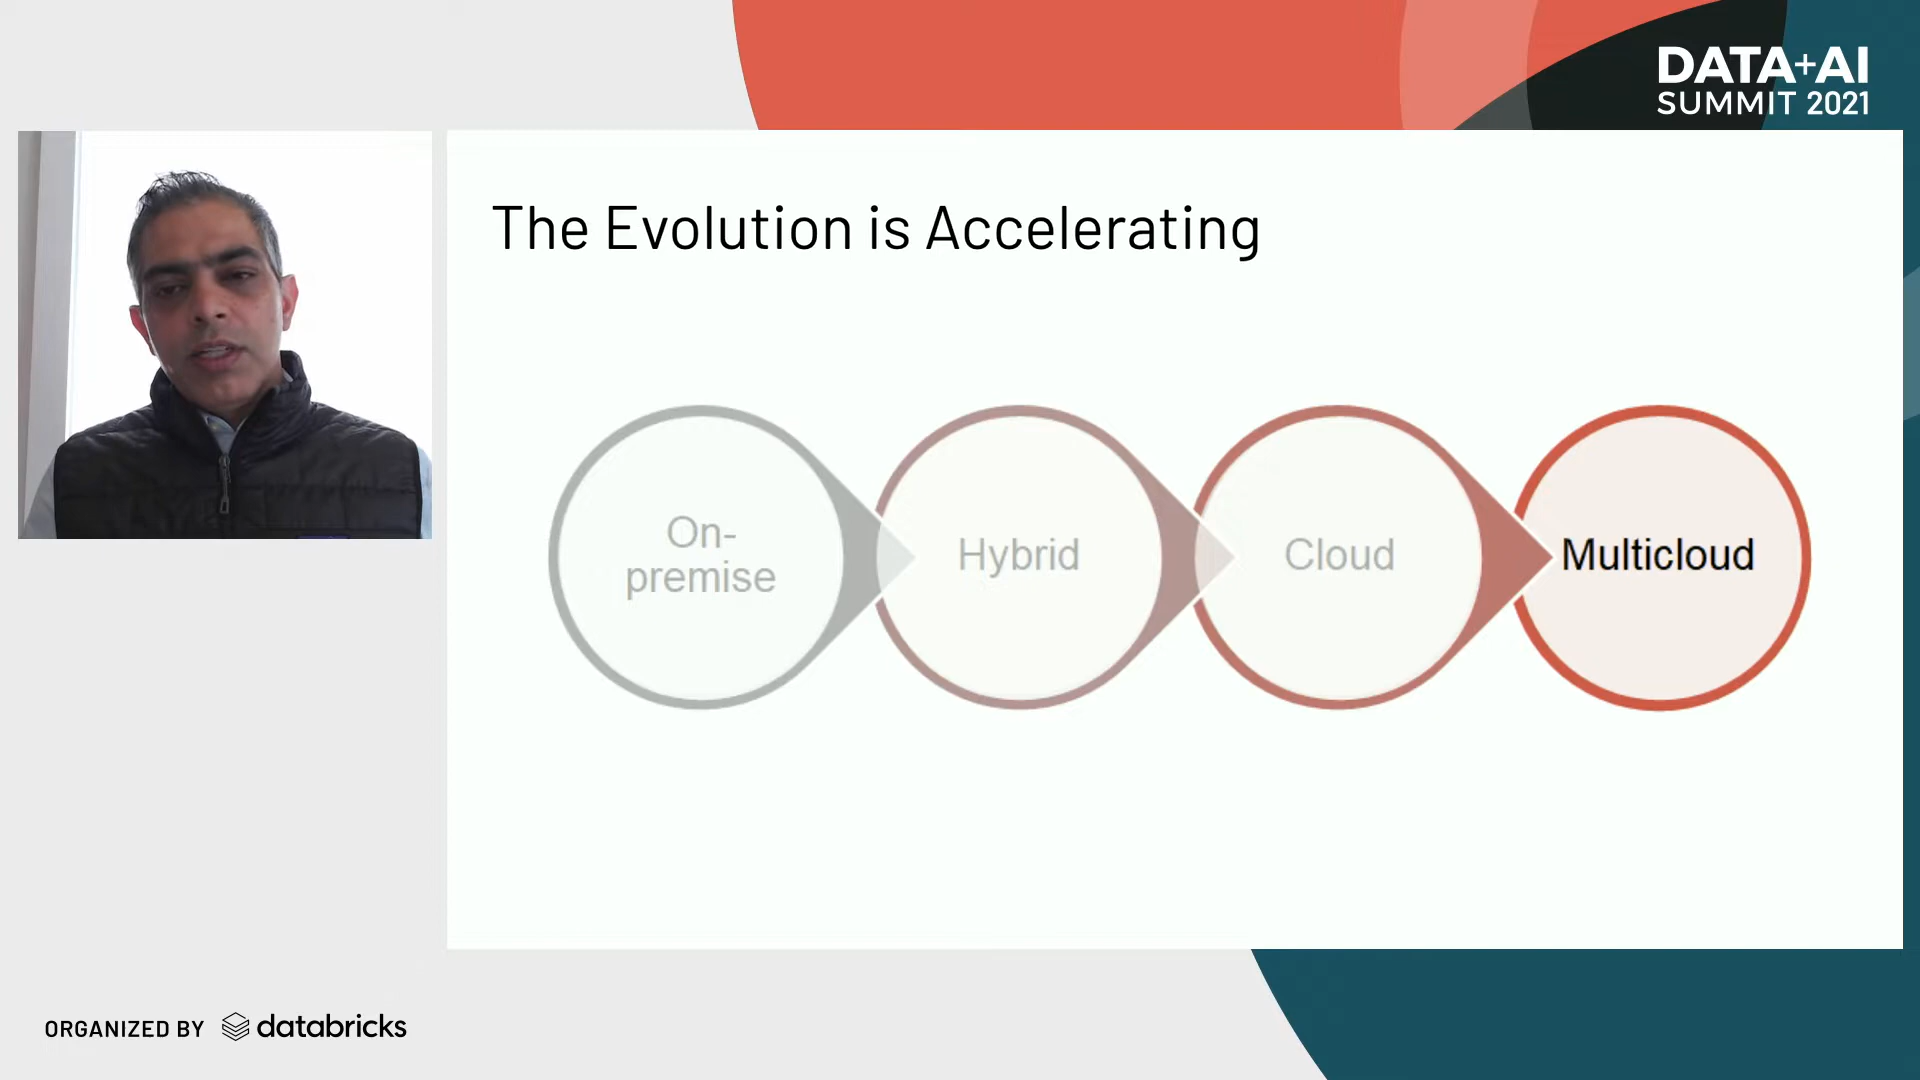 DATA+AI
SUMMIT 2021
The Evolution is Accelerating
On-
premise
Hybrid
Cloud
Multicloud
ORGANIZED BY databricks